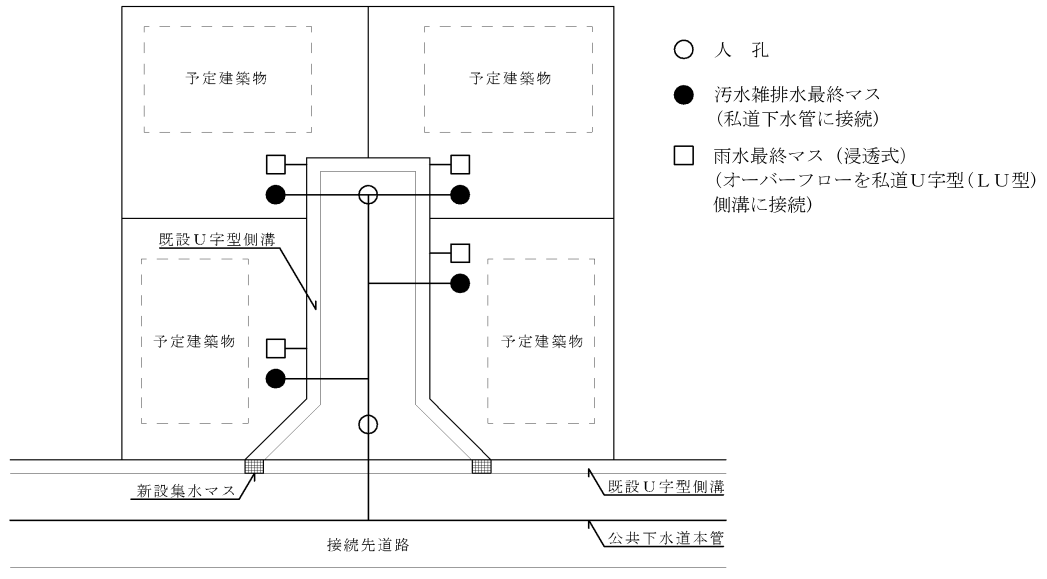 予定建築物
予定建築物
人　孔
汚水雑排水最終マス
（私道下水管に接続）
雨水最終マス（浸透式）
（オーバーフローを私道Ｕ字型（ＬＵ型）
側溝に接続）
既設Ｕ字型側溝
予定建築物
予定建築物
新設集水マス
既設Ｕ字型側溝
公共下水道本管
接続先道路